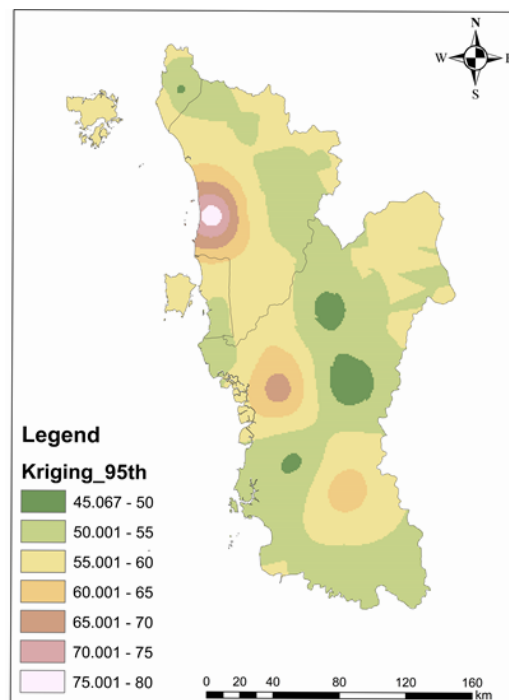 N
W E
S
Legend
Kriging_95th
45.067 - 50
50.001 - 55
55.001 - 60
60.001 - 65
65.001 - 70
70.001 - 75
75.001 - 80
0 20 40 80 120 160
km